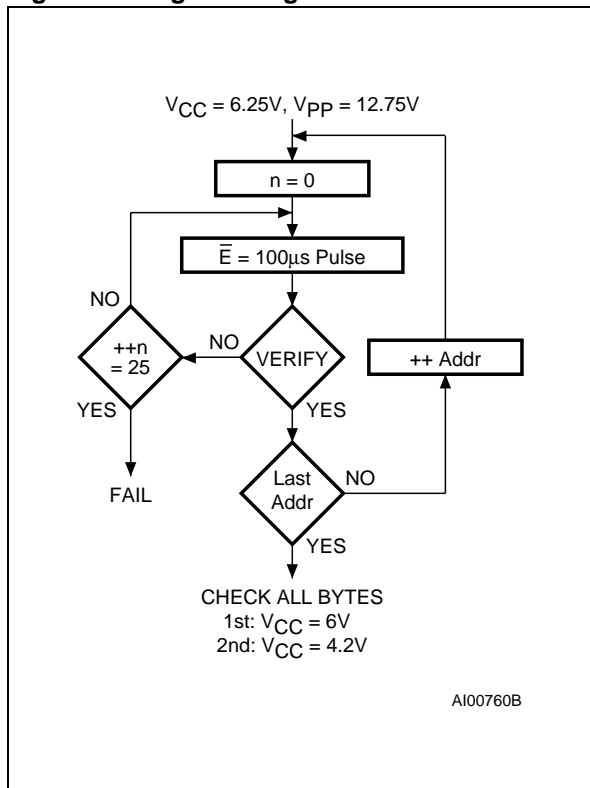 VCC = 6.25V, VPP = 12.75V
n = 0
E̅ = 100μs Pulse
NO
++n
= 25
NO
VERIFY
++ Addr
YES
YES
FAIL
Last
Addr
NO
YES
CHECK ALL BYTES
1st: VCC = 6V
2nd: VCC = 4.2V
AI00760B